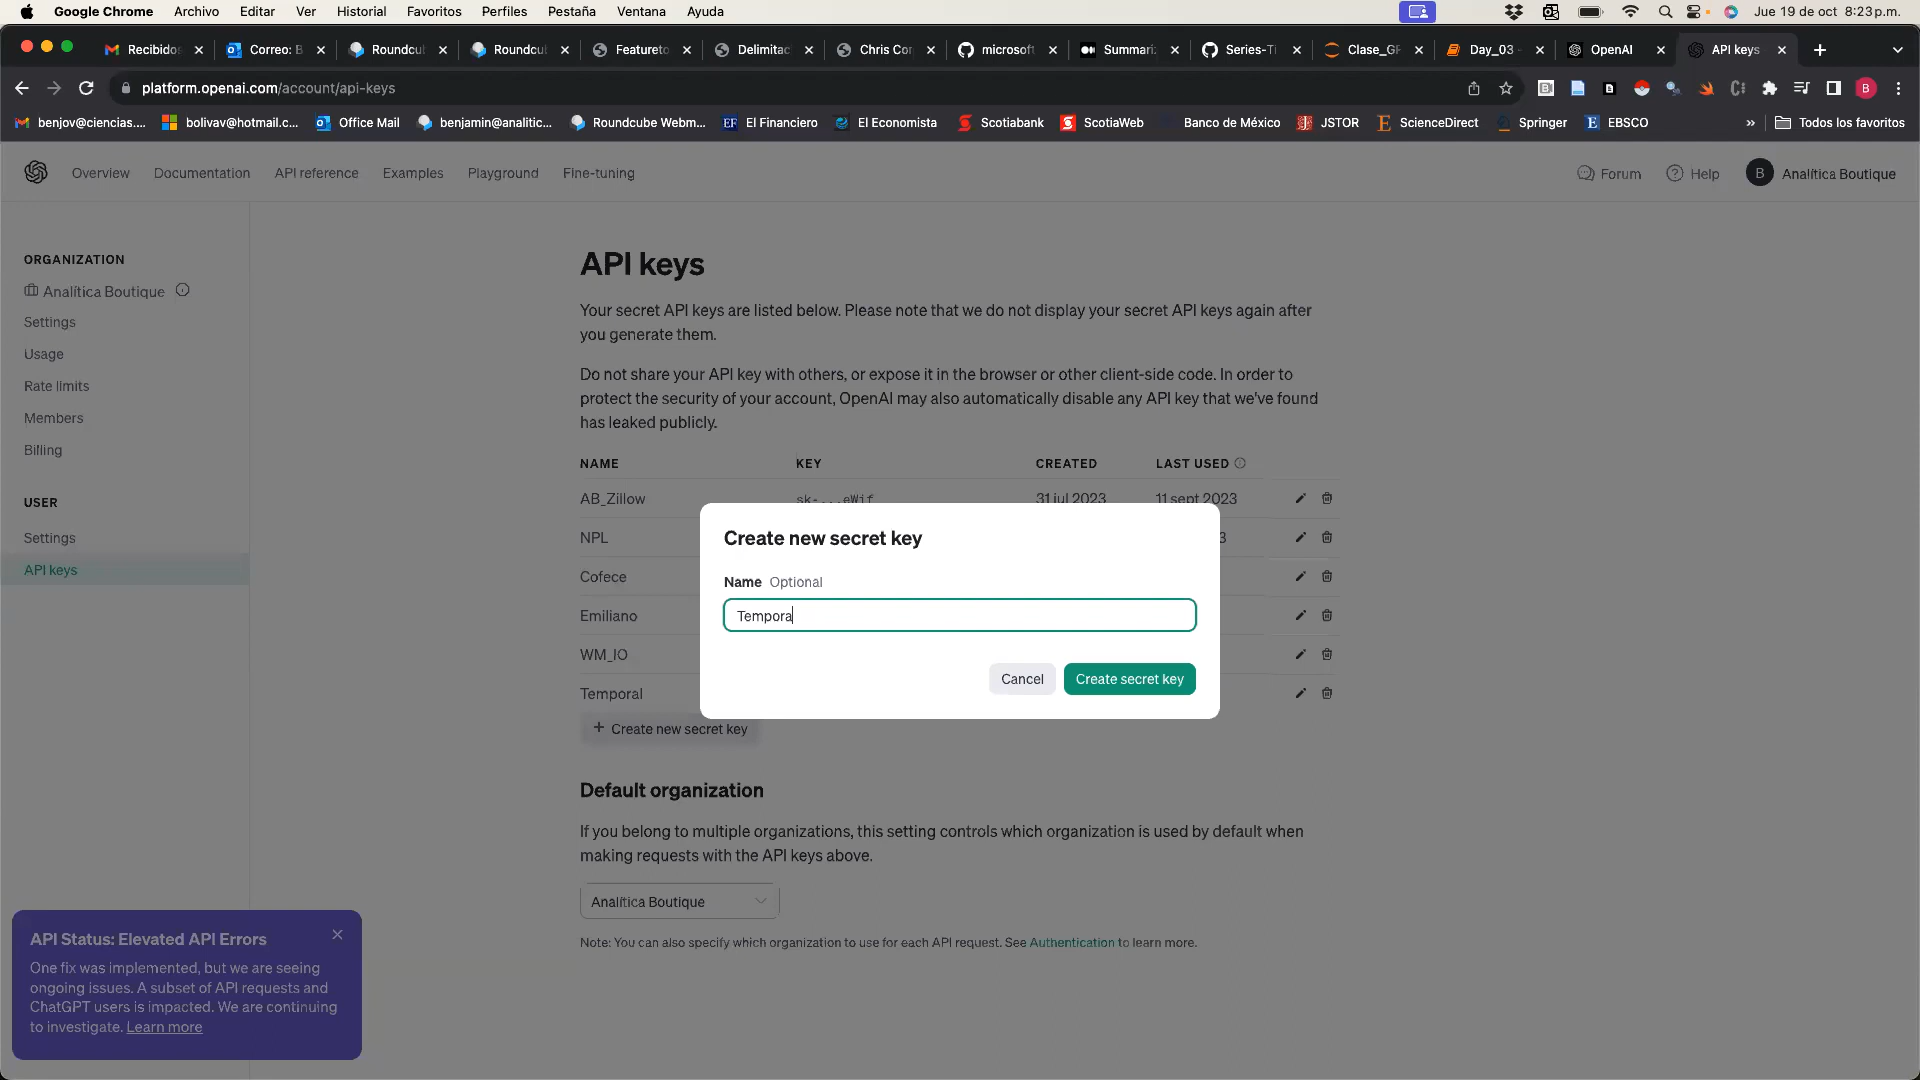 Google Chrome Archivo Editar Ver Historial Favoritos Perfiles Pestaña Ventana Ayuda Jue 19 de oct 8:23 p.m.
Recibidos Correo: B Roundcu Roundcu Featureto Delimitac Chris Cor microsoft Summariz Series-Ti Clase_GP Day_03 - OpenAI API keys
platform.openai.com/account/api-keys B
benjov@ciencias.... bolivav@hotmail.c... Office Mail benjamin@analitic... Roundcube Webm... EF El Financiero El Economista Scotiabank ScotiaWeb Banco de México JSTOR ScienceDirect Springer EBSCO » Todos los favoritos
Overview Documentation API reference Examples Playground Fine-tuning Forum Help B Analítica Boutique
ORGANIZATION
Analítica Boutique
Settings
Usage
Rate limits
Members
Billing
USER
Settings
API keys
API keys
Your secret API keys are listed below. Please note that we do not display your secret API keys again after
you generate them.
Do not share your API key with others, or expose it in the browser or other client-side code. In order to
protect the security of your account, OpenAI may also automatically disable any API key that we've found
has leaked publicly.
NAME KEY CREATED LAST USED
AB_Zillow sk-...eWif 31 jul 2023 11 sept 2023
NPL 3
Cofece
Emiliano
WM_IO
Temporal
+ Create new secret key
Create new secret key
Name Optional
Tempora
Cancel Create secret key
Default organization
If you belong to multiple organizations, this setting controls which organization is used by default when
making requests with the API keys above.
Analítica Boutique
Note: You can also specify which organization to use for each API request. See Authentication to learn more.
API Status: Elevated API Errors
One fix was implemented, but we are seeing
ongoing issues. A subset of API requests and
ChatGPT users is impacted. We are continuing
to investigate. Learn more